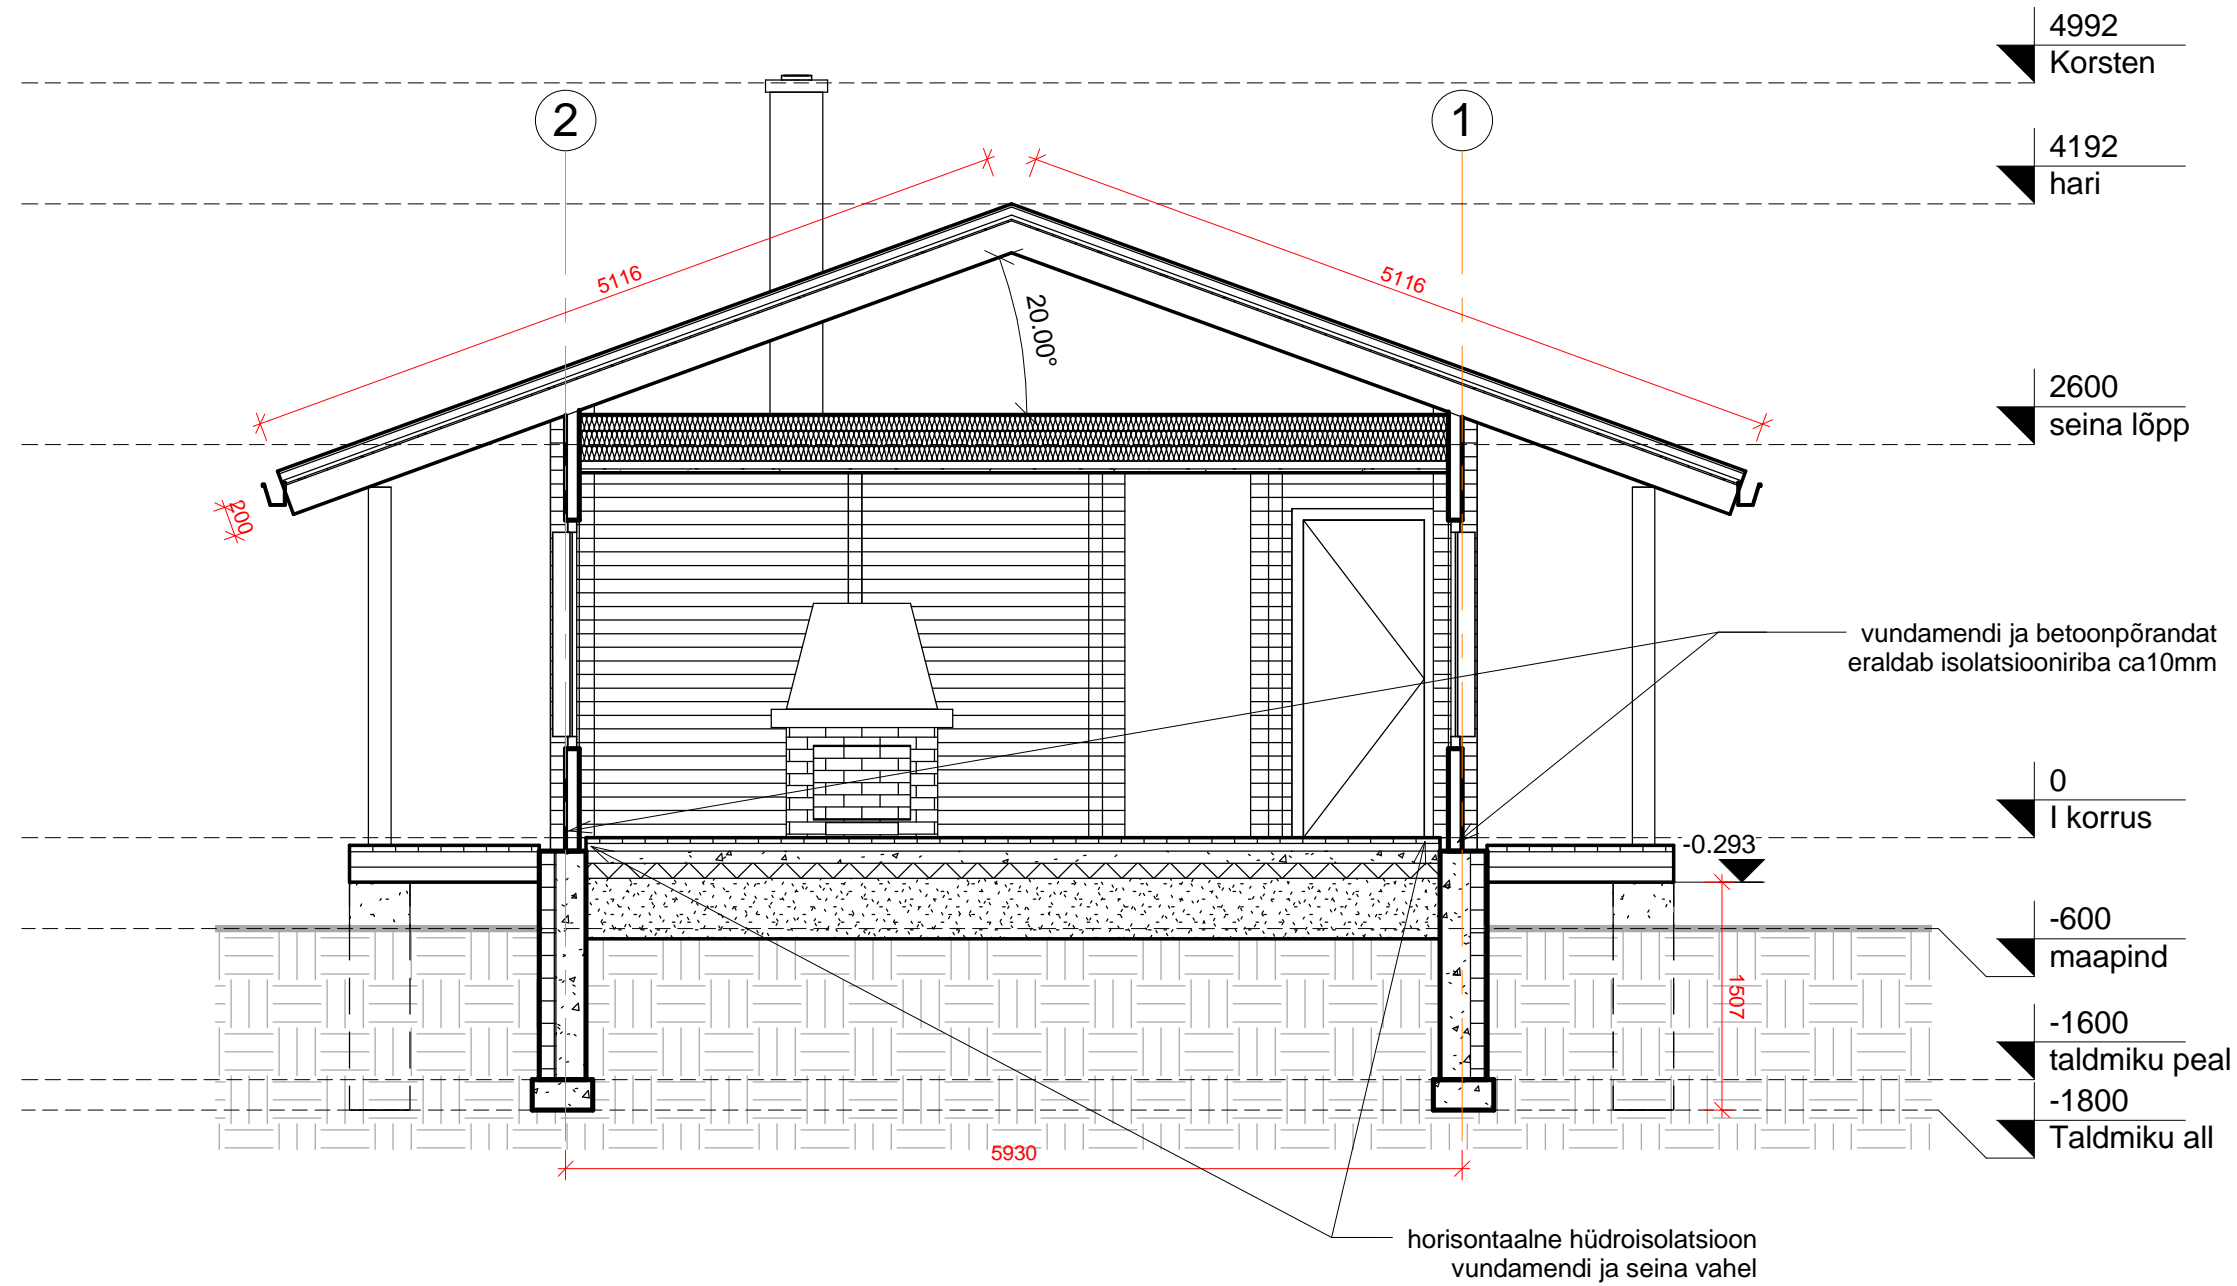 4992
Korsten
2
1
4192
hari
5116
5116
20.00°
2600
seina lõpp
200
vundamendi ja betoonpõrandat
eraldab isolatsiooniriba ca10mm
0
I korrus
-0.293
-600
maapind
1507
-1600
taldmiku peal
-1800
Taldmiku all
5930
horisontaalne hüdroisolatsioon
vundamendi ja seina vahel